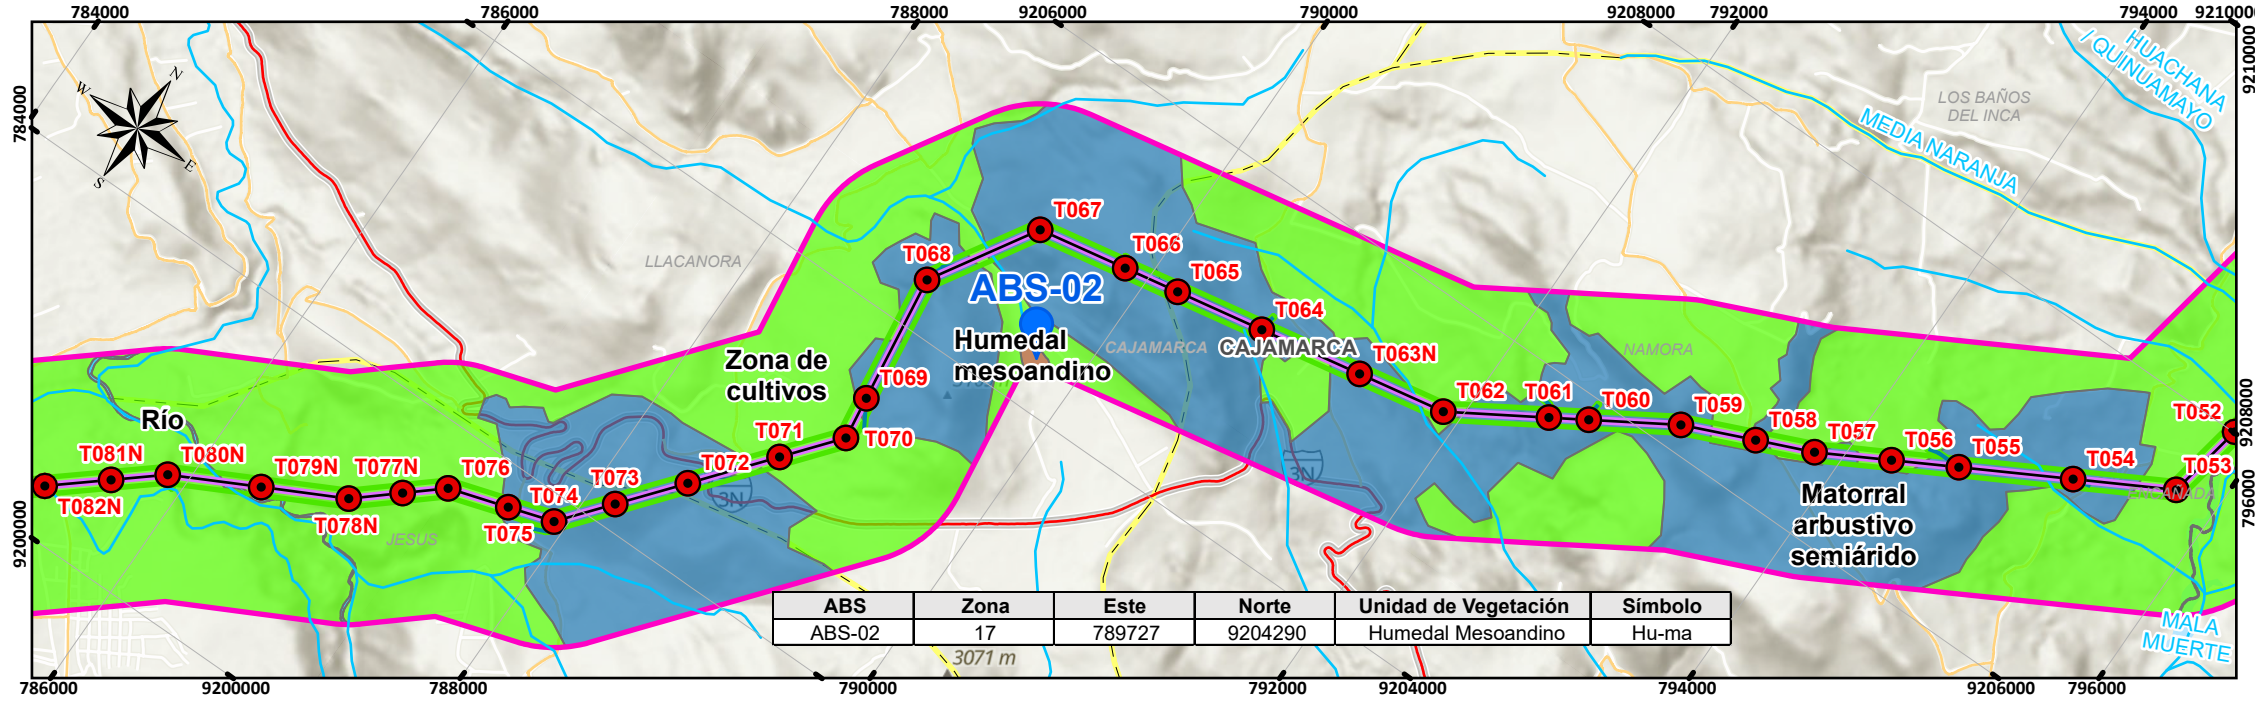 784000
786000
788000
9206000
790000
9208000
792000
794000
9210000
784000
9200000
9210000
9208000
796000
N
W
E
S
HUACHANA
/ QUINUAMAYO
LOS BAÑOS
DEL INCA
MEDIA NARANJA
LLACANORA
T067
T068
T066
T065
ABS-02
T064
Humedal
mesoandino
CAJAMARCA
CAJAMARCA
NAMORA
Zona de
cultivos
T069
T063N
T062
T061
T060
T059
T058
T057
T056
T055
T054
T053
T052
Río
T081N
T080N
T079N
T077N
T076
T082N
T078N
T075
T074
T073
T072
T071
T070
3N
3N
JESUS
Matorral
arbustivo
semiárido
MALA
MUERTE
ABS Zona Este Norte Unidad de Vegetación Símbolo
ABS-02 17 789727 9204290 Humedal Mesoandino Hu-ma
3071 m
786000
9200000
788000
790000
792000
9204000
794000
9206000
796000